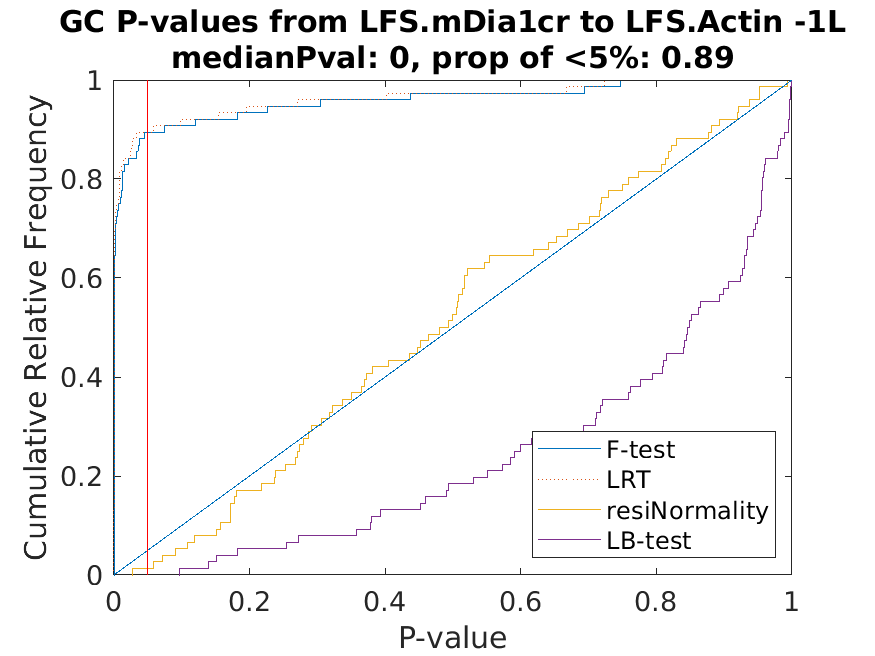 GC P-values from LFS.mDia1cr to LFS.Actin -1L
medianPval: 0, prop of <5%: 0.89
Cumulative Relative Frequency
1
0.8
0.6
0.4
0.2
0
0
0.2
0.4
0.6
0.8
1
P-value
F-test
LRT
resiNormality
LB-test